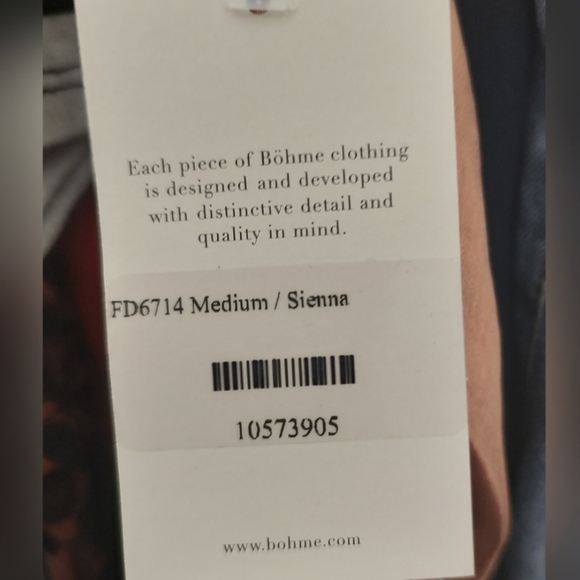 Each piece of Böhme clothing
is designed and developed
with distinctive detail and
quality in mind.
FD6714 Medium / Sienna
10573905
www.bohme.com